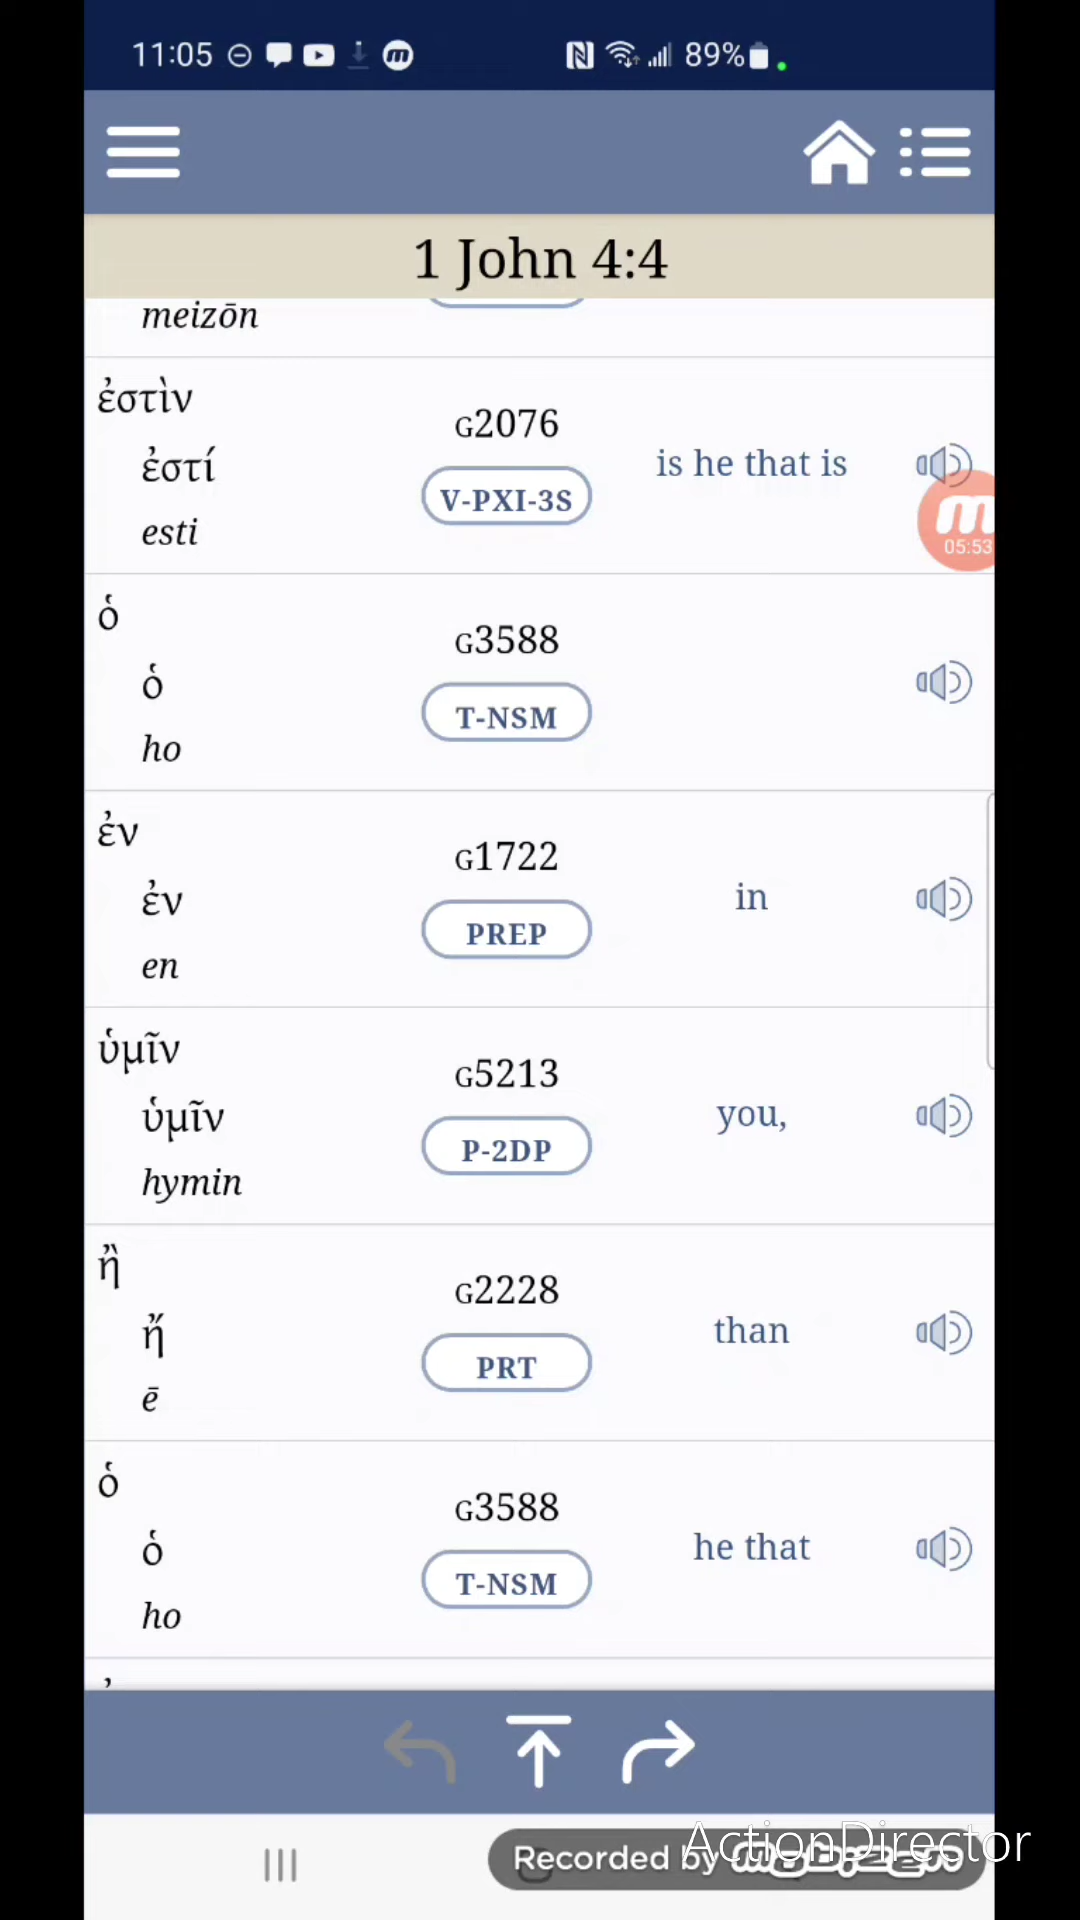 11:05
89%
1 John 4:4
meizōn
ἐστὶν
ἐστί
esti
G2076
V-PXI-3S
is he that is
05:53
ὁ
ὁ
ho
G3588
T-NSM
ἐν
ἐν
en
G1722
PREP
in
ὑμῖν
ὑμῖν
hymin
G5213
P-2DP
you,
ἢ
ἤ
ē
G2228
PRT
than
ὁ
ὁ
ho
G3588
T-NSM
he that
ActionDirector
Recorded by